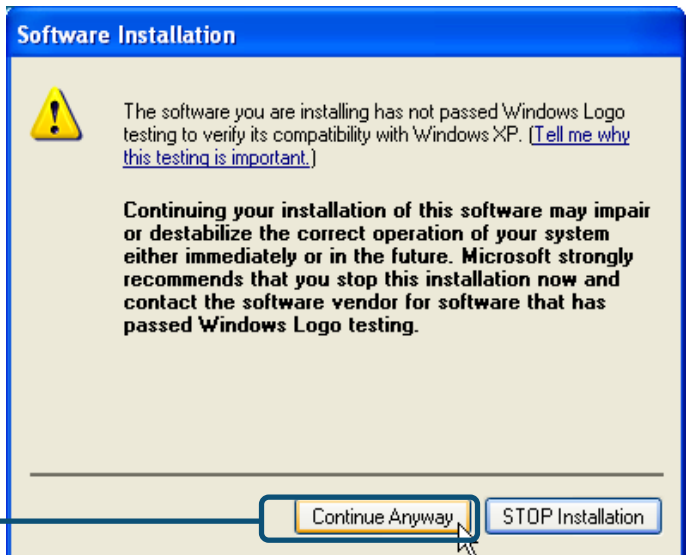 Software Installation
The software you are installing has not passed Windows Logo
testing to verify its compatibility with Windows XP. (Tell me why
this testing is important.)
Continuing your installation of this software may impair
or destabilize the correct operation of your system
either immediately or in the future. Microsoft strongly
recommends that you stop this installation now and
contact the software vendor for software that has
passed Windows Logo testing.
Continue Anyway STOP Installation